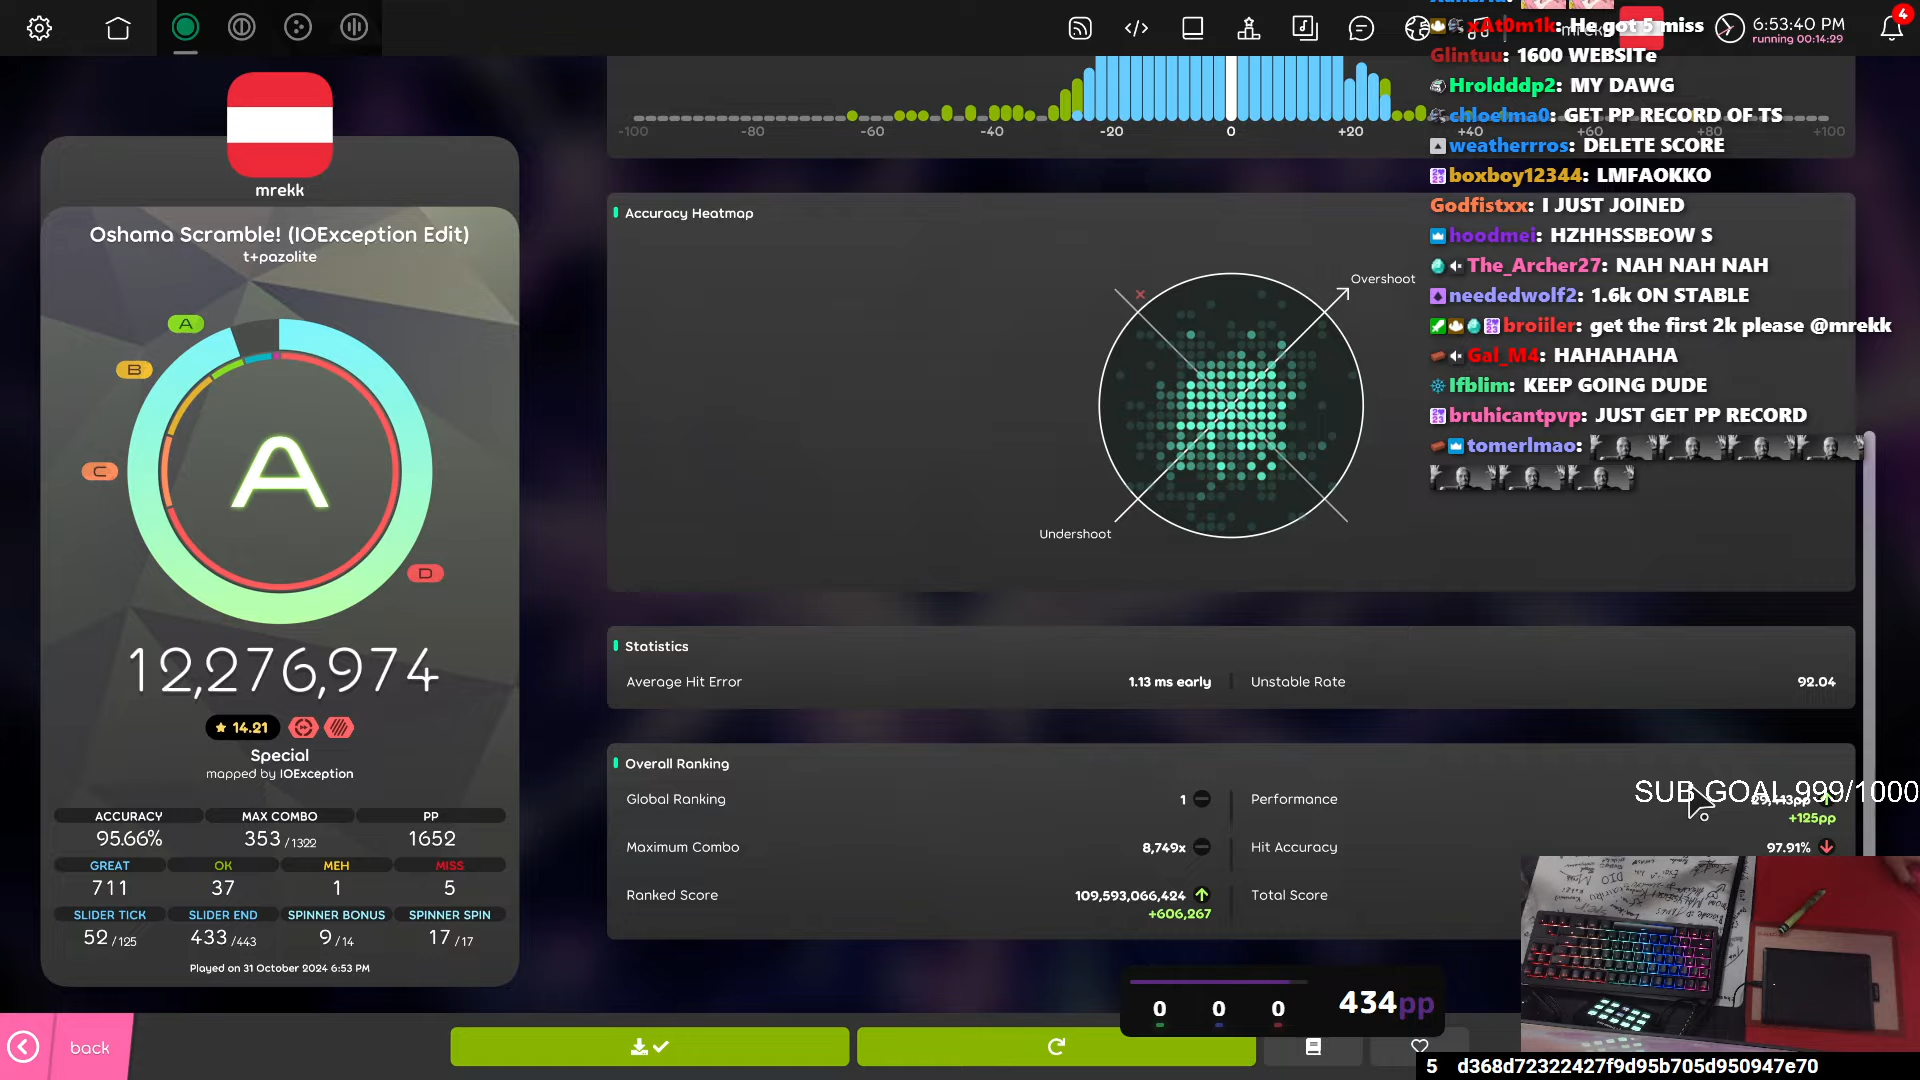 6:53:40 PM
running 00:14:29
4
mrekk
Oshama Scramble! (IOException Edit)
t+pazolite
A
B
C
D
A
12,276,974
14.21
Special
mapped by IOException
ACCURACY
MAX COMBO
PP
95.66%
353 /1322
1652
GREAT
OK
MEH
MISS
711
37
1
5
SLIDER TICK
SLIDER END
SPINNER BONUS
SPINNER SPIN
52 /125
433 /443
9 /14
17 /17
Played on 31 October 2024 6:53 PM
-100
-80
-60
-40
-20
0
+20
+40
+60
+80
+100
Accuracy Heatmap
Overshoot
Undershoot
Statistics
Average Hit Error
1.13 ms early
Unstable Rate
92.04
Overall Ranking
Global Ranking
1
Performance
29,113pp
+125pp
Maximum Combo
8,749x
Hit Accuracy
97.91%
Ranked Score
109,593,066,424
+606,267
Total Score
xAt0m1k: He got 5 miss
Glintuu: 1600 WEBSITe
Hroldddp2: MY DAWG
chloelma0: GET PP RECORD OF TS
weatherrros: DELETE SCORE
boxboy12344: LMFAOKKO
Godfistxx: I JUST JOINED
hoodmei: HZHHSSBEOW S
The_Archer27: NAH NAH NAH
neededwolf2: 1.6k ON STABLE
broiiler: get the first 2k please @mrekk
Gal_M4: HAHAHAHA
lfblim: KEEP GOING DUDE
bruhicantpvp: JUST GET PP RECORD
tomerlmao:
SUB GOAL 999/1000
0
0
0
434pp
back
5 d368d72322427f9d95b705d950947e70